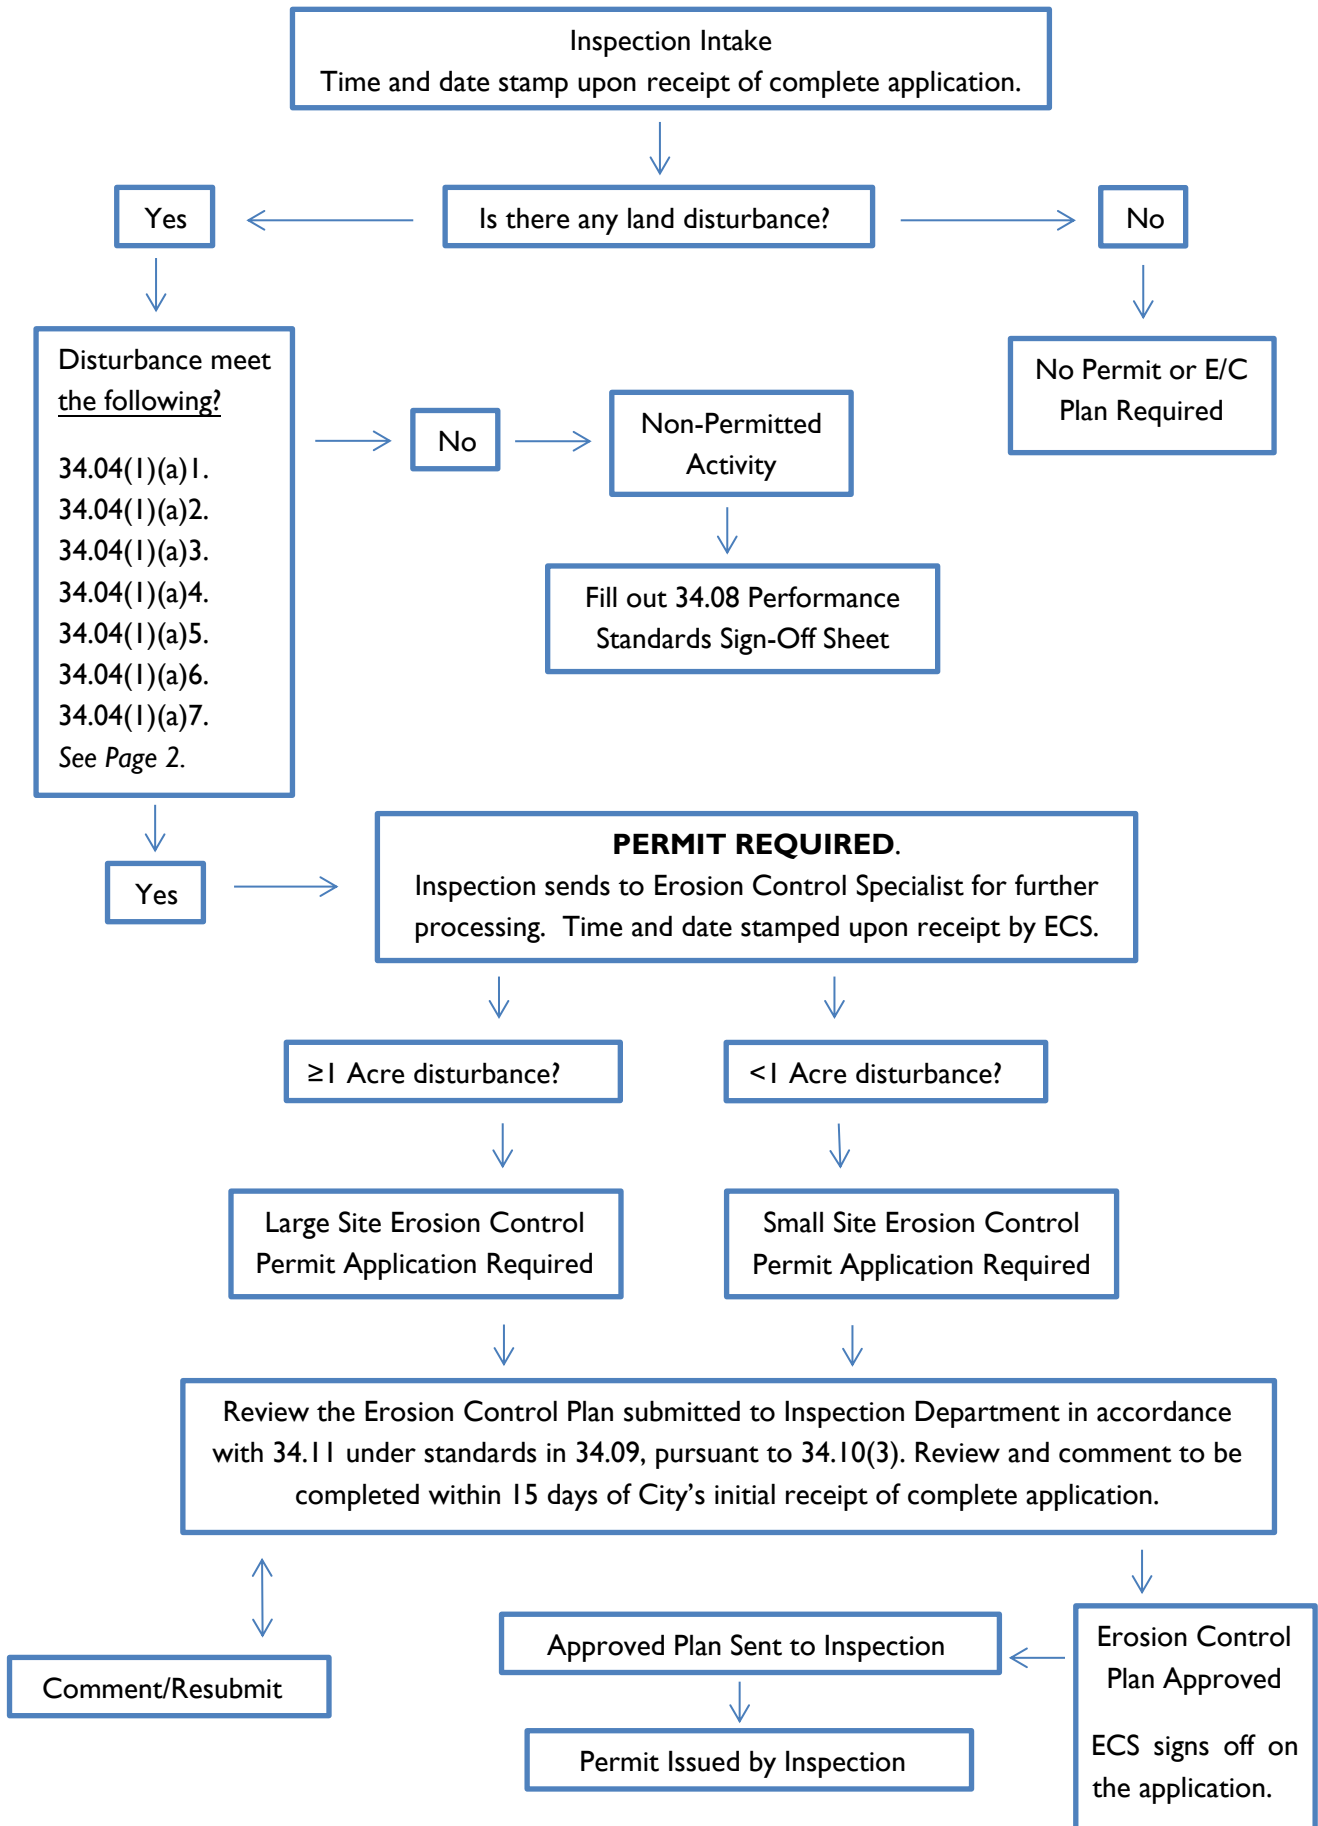 Inspection Intake
Time and date stamp upon receipt of complete application.
Yes
Is there any land disturbance?
No
Disturbance meet
the following?
34.04(1)(a)1.
34.04(1)(a)2.
34.04(1)(a)3.
34.04(1)(a)4.
34.04(1)(a)5.
34.04(1)(a)6.
34.04(1)(a)7.
See Page 2.
No
Non-Permitted
Activity
No Permit or E/C
Plan Required
Fill out 34.08 Performance
Standards Sign-Off Sheet
Yes
PERMIT REQUIRED.
Inspection sends to Erosion Control Specialist for further
processing.  Time and date stamped upon receipt by ECS.
≥1 Acre disturbance?
<1 Acre disturbance?
Large Site Erosion Control
Permit Application Required
Small Site Erosion Control
Permit Application Required
Review the Erosion Control Plan submitted to Inspection Department in accordance
with 34.11 under standards in 34.09, pursuant to 34.10(3). Review and comment to be
completed within 15 days of City’s initial receipt of complete application.
Comment/Resubmit
Approved Plan Sent to Inspection
Permit Issued by Inspection
Erosion Control
Plan Approved
ECS signs off on
the application.